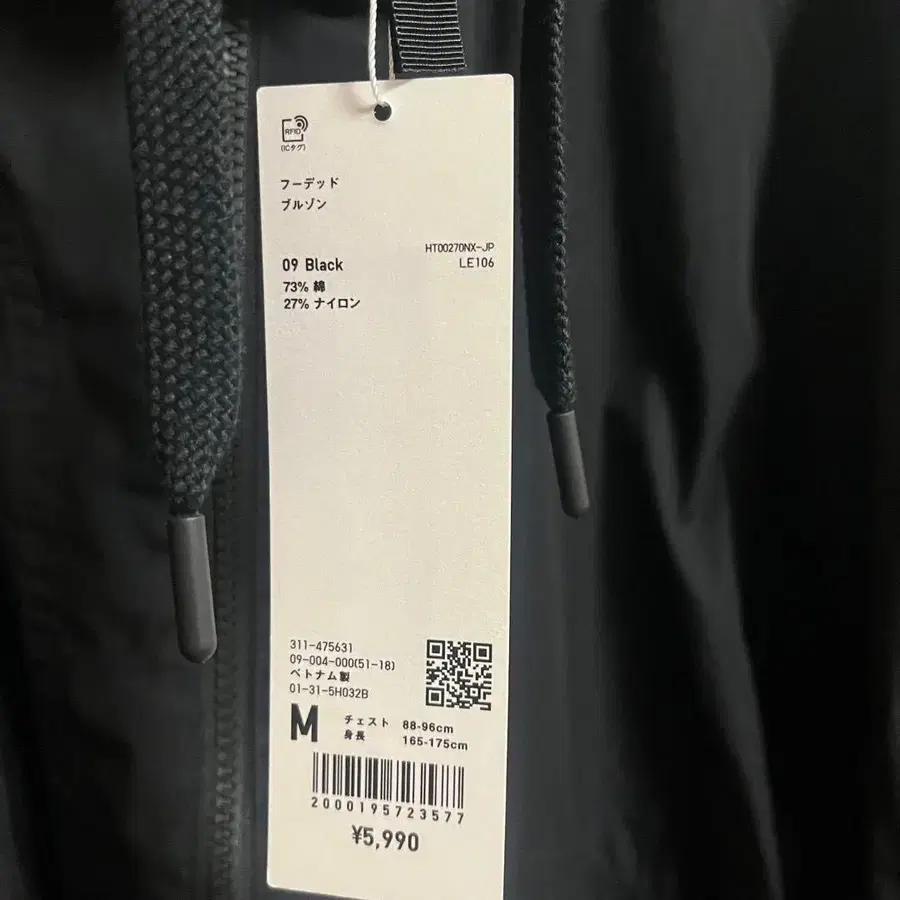 RFID
(ICタグ)
フーデッド
ブルゾン
HT00270NX-JP
09 Black
LE106
73% 綿
27% ナイロン
311-475631
09-004-000(51-18)
ベトナム製
01-31-5H032B
M
チェスト 88-96cm
身長 165-175cm
2000195723577
¥5,990